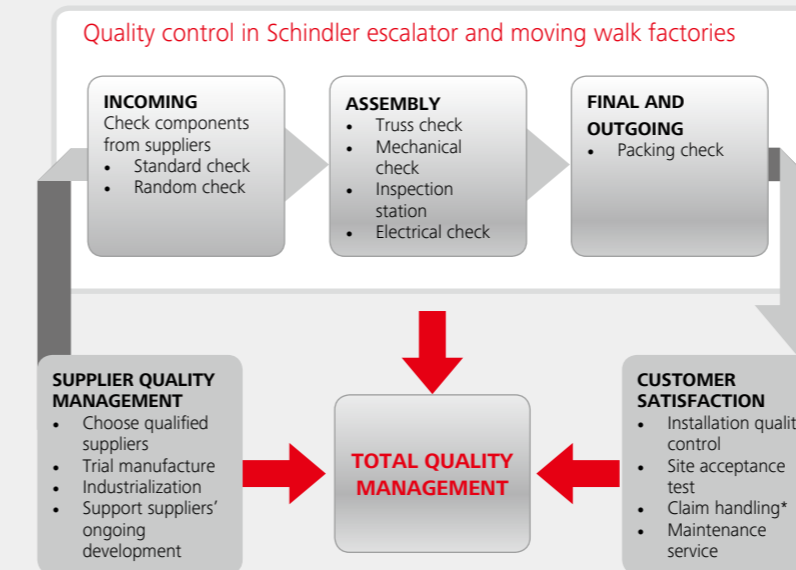 Quality control in Schindler escalator and moving walk factories
INCOMING
Check components
from suppliers
• Standard check
• Random check
ASSEMBLY
• Truss check
• Mechanical
check
• Inspection
station
• Electrical check
FINAL AND
OUTGOING
• Packing check
SUPPLIER QUALITY
MANAGEMENT
• Choose qualified
suppliers
• Trial manufacture
• Industrialization
• Support suppliers’
ongoing
development
TOTAL QUALITY
MANAGEMENT
CUSTOMER
SATISFACTION
• Installation qualit
control
• Site acceptance
test
• Claim handling*
• Maintenance
service